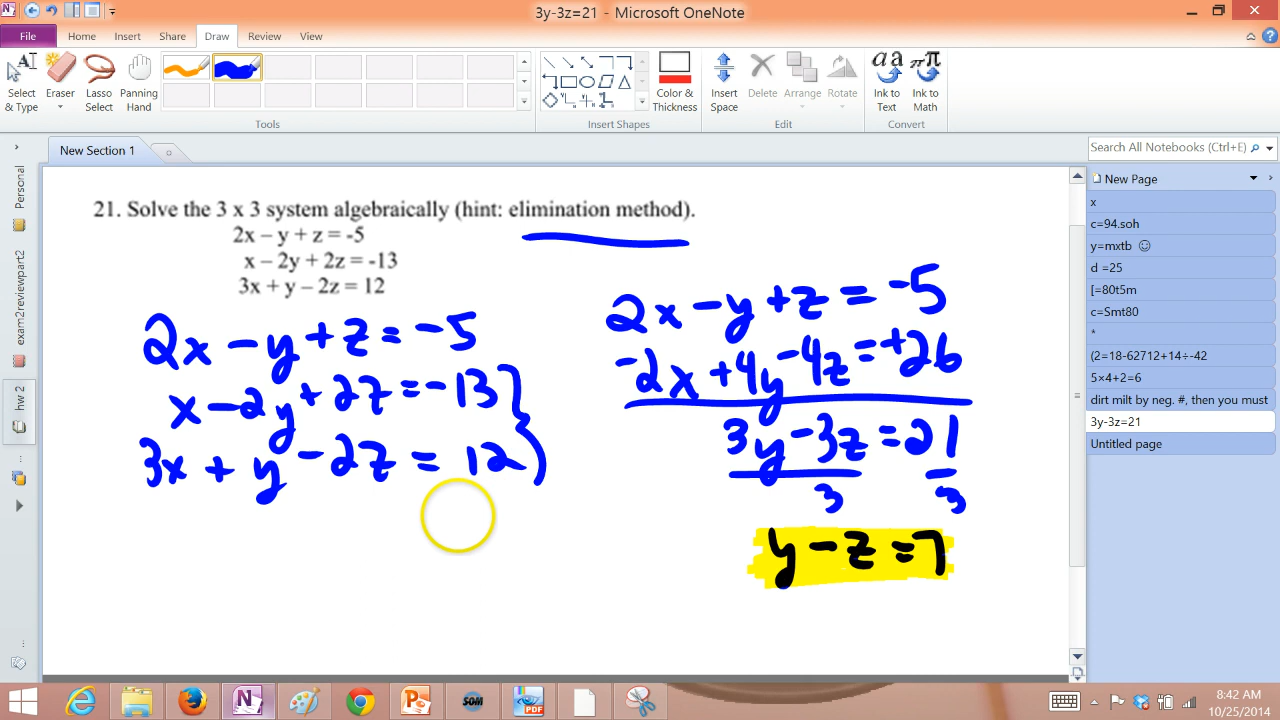 3y-3z=21 - Microsoft OneNote
File Home Insert Share Draw Review View
Select & Type
Eraser
Lasso Select
Panning Hand
Color & Thickness
Insert Space
Delete
Arrange
Rotate
Ink to Text
Ink to Math
Tools
Insert Shapes
Edit
Convert
New Section 1
Search All Notebooks (Ctrl+E)
Personal
exam2reviewpart2
ht 2
21. Solve the 3 x 3 system algebraically (hint: elimination method).
2x – y + z = -5
x – 2y + 2z = -13
3x + y – 2z = 12
2x - y + z = -5
x - 2y + 2z = -13
3x + y - 2z = 12
2x - y + z = -5
-2x + 4y - 4z = +26
3y - 3z = 21
3 3
y - z = 7
New Page
x
c=94.soh
y=mxtb ☺
d =25
[=80t5m
c-5mt80
*
(2=18-62712+14÷-42
5×4+2=6
dirt milt by neg. #, then you must
3y-3z=21
Untitled page
SOM
PDF
8:42 AM
10/25/2014